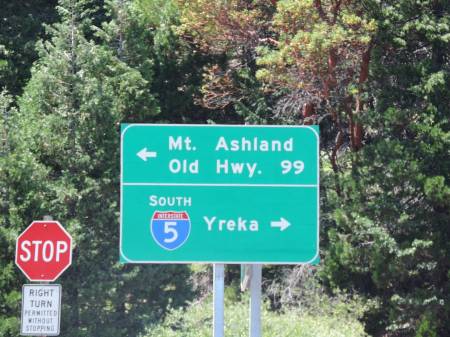 Mt. Ashland
Old Hwy. 99
SOUTH
INTERSTATE
5
Yreka
STOP
RIGHT
TURN
PERMITTED
WITHOUT
STOPPING